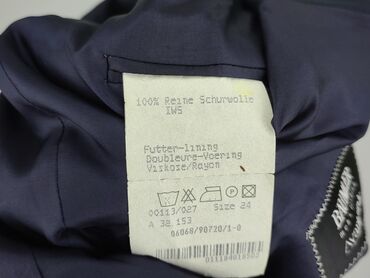 100% Reine Schurwolle
IWS
Futter-lining
Doublure-Voering
Viskose/Rayon
00113/027 Size 24
A 38 153
06068/90720/1-0